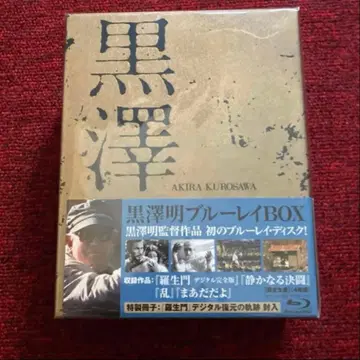 黒澤
AKIRA KUROSAWA
黒澤明ブルーレイBOX
黒澤明監督作品 初のブルーレイ・ディスク!
収録作品:『羅生門 デジタル完全版』『静かなる決闘』
『乱』『まあだだよ』
特製冊子:「『羅生門』デジタル復元の軌跡」封入